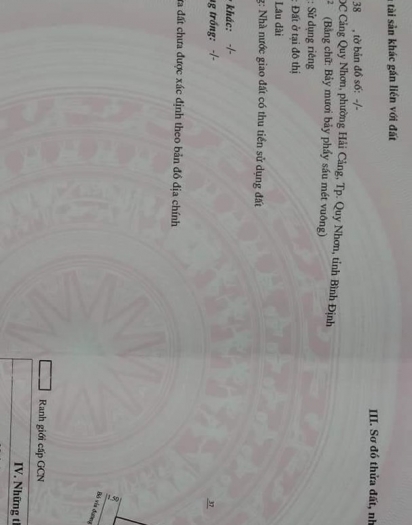 tài sản khác gắn liền với đất
38 , tờ bản đồ số: -/-
DC Cảng Quy Nhơn, phường Hải Cảng, Tp. Quy Nhơn, tỉnh Bình Định
2 (Bằng chữ: Bảy mươi bảy phẩy sáu mét vuông)
: Sử dụng riêng
: Đất ở tại đô thị
Lâu dài
g: Nhà nước giao đất có thu tiền sử dụng đất
khác: -/-
g trồng: -/-
a đất chưa được xác định theo bản đồ địa chính
III. Sơ đồ thửa đất, nh
1.50
Ranh giới cấp GCN
IV. Những